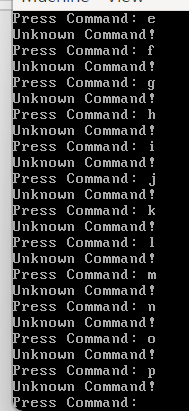 Machine View
Press Command: e
Unknown Command!
Press Command: f
Unknown Command!
Press Command: g
Unknown Command!
Press Command: h
Unknown Command!
Press Command: i
Unknown Command!
Press Command: j
Unknown Command!
Press Command: k
Unknown Command!
Press Command: l
Unknown Command!
Press Command: m
Unknown Command!
Press Command: n
Unknown Command!
Press Command: o
Unknown Command!
Press Command: p
Unknown Command!
Press Command: